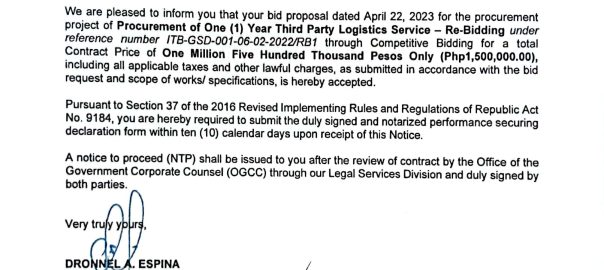 We are pleased to inform you that your bid proposal dated April 22, 2023 for the procurement
project of Procurement of One (1) Year Third Party Logistics Service – Re-Bidding under
reference number ITB-GSD-001-06-02-2022/RB1 through Competitive Bidding for a total
Contract Price of One Million Five Hundred Thousand Pesos Only (Php1,500,000.00),
including all applicable taxes and other lawful charges, as submitted in accordance with the bid
request and scope of works/ specifications, is hereby accepted.
Pursuant to Section 37 of the 2016 Revised Implementing Rules and Regulations of Republic Act
No. 9184, you are hereby required to submit the duly signed and notarized performance securing
declaration form within ten (10) calendar days upon receipt of this Notice.
A notice to proceed (NTP) shall be issued to you after the review of contract by the Office of the
Government Corporate Counsel (OGCC) through our Legal Services Division and duly signed by
both parties.
Very truly yours,
DRONNEL A. ESPINA